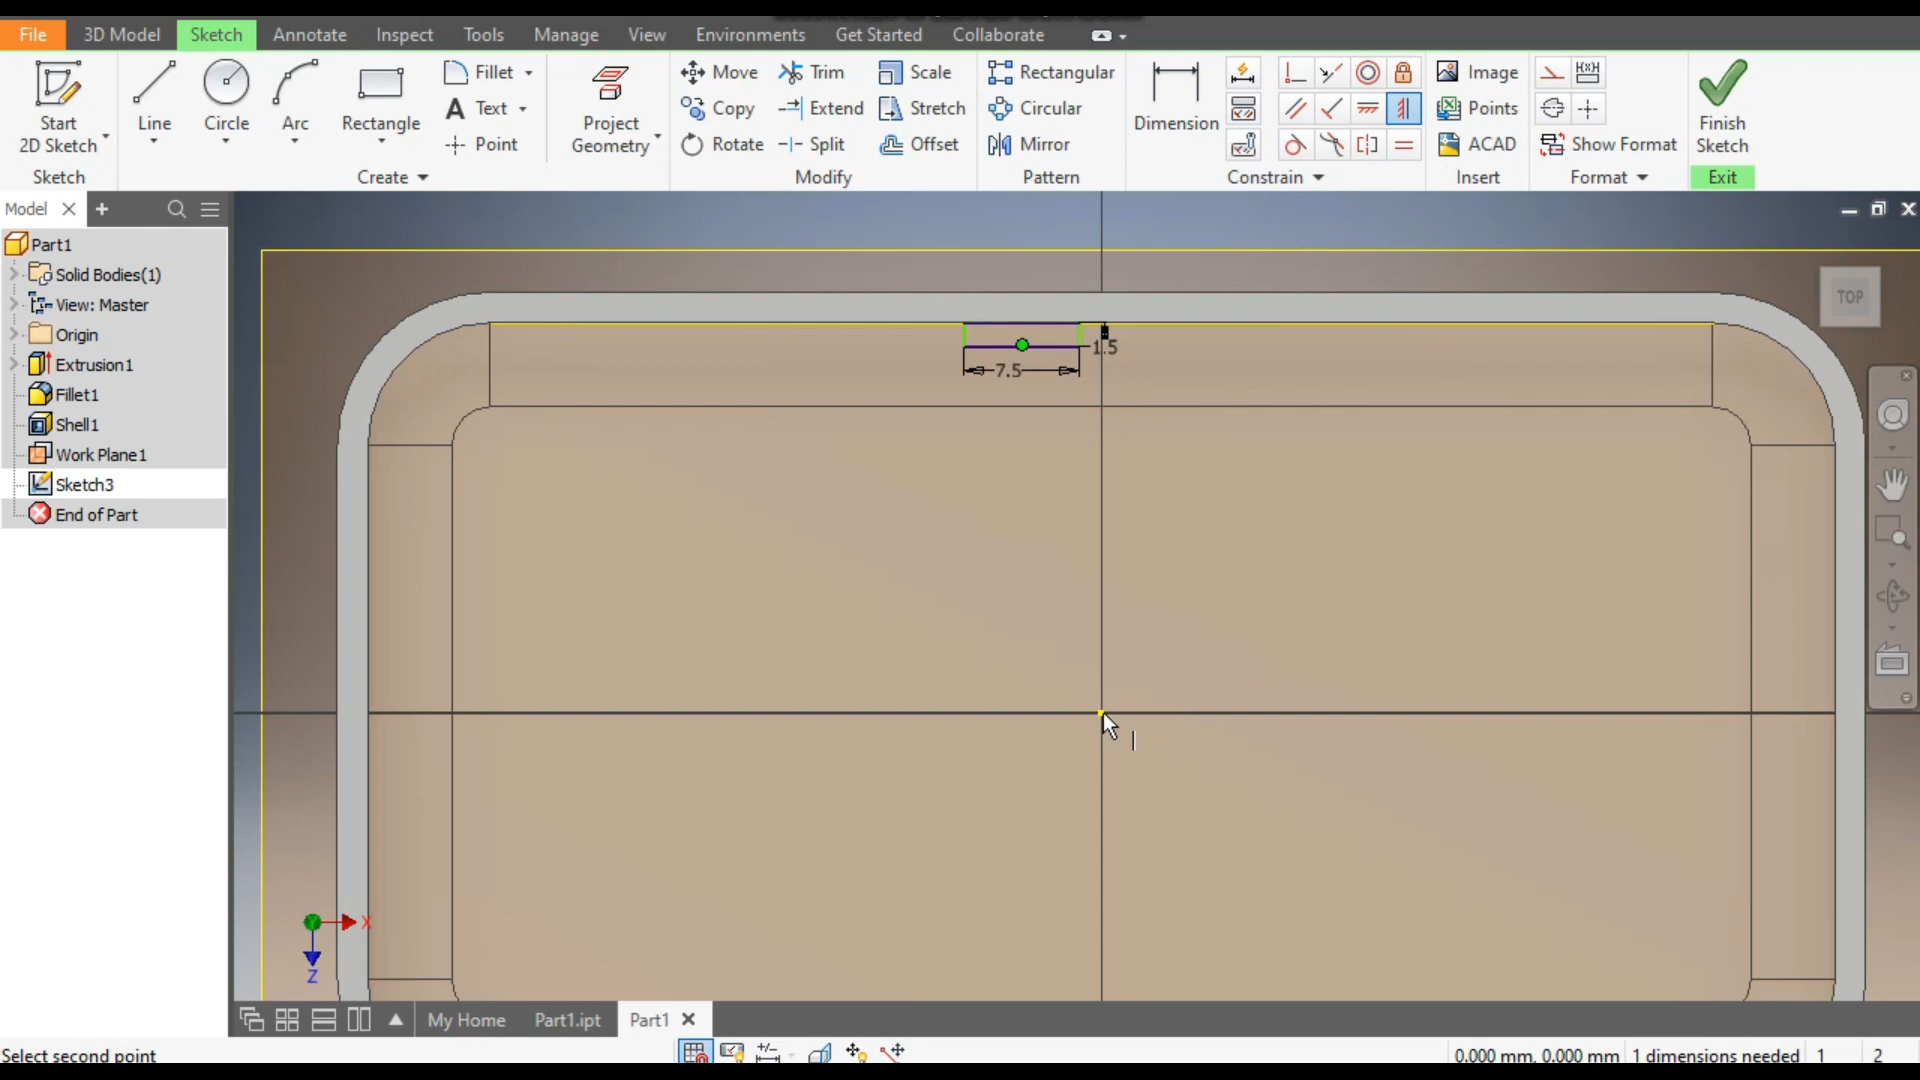 File 3D Model Sketch Annotate Inspect Tools Manage View Environments Get Started Collaborate
Start
2D Sketch
Line
Circle
Arc
Rectangle
Fillet
Text
Point
Project
Geometry
Move Trim Scale
Copy Extend Stretch
Rotate Split Offset
Rectangular
Circular
Mirror
Dimension
Image
Points
ACAD
Show Format
Finish
Sketch
Sketch Create Modify Pattern Constrain Insert Format Exit
Model
Part1
Solid Bodies(1)
View: Master
Origin
Extrusion1
Fillet1
Shell1
Work Plane1
Sketch3
End of Part
TOP
1.5
7.5
X
Z
My Home Part1.ipt Part1
Select second point
0.000 mm, 0.000 mm 1 dimensions needed 1 2